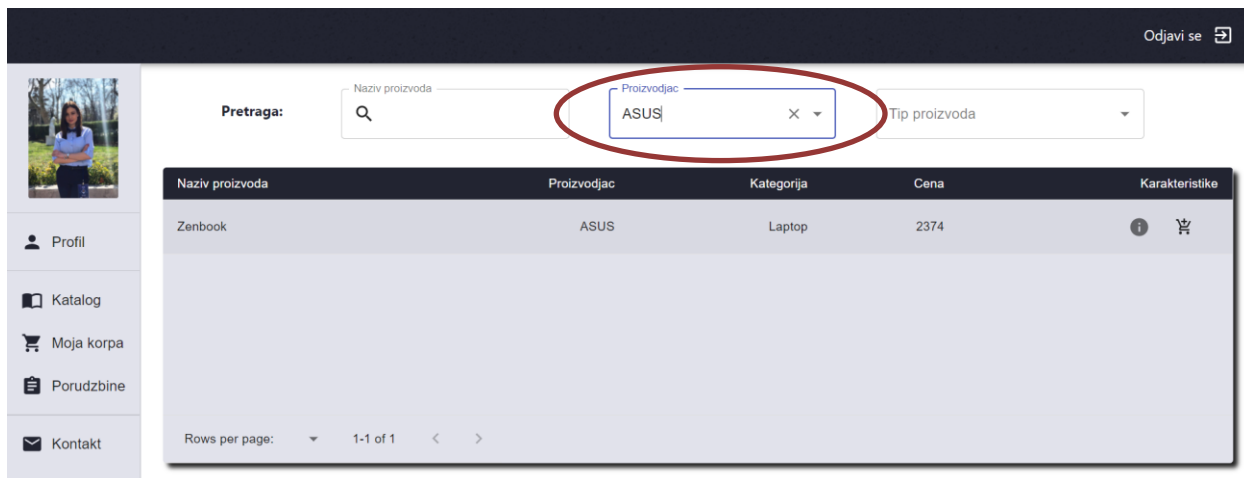 Odjavi se
Pretraga:
Naziv proizvoda
Proizvodjac
ASUS
Tip proizvoda
Naziv proizvoda Proizvodjac Kategorija Cena Karakteristike
Zenbook ASUS Laptop 2374
Profil
Katalog
Moja korpa
Porudzbine
Kontakt
Rows per page: 1-1 of 1